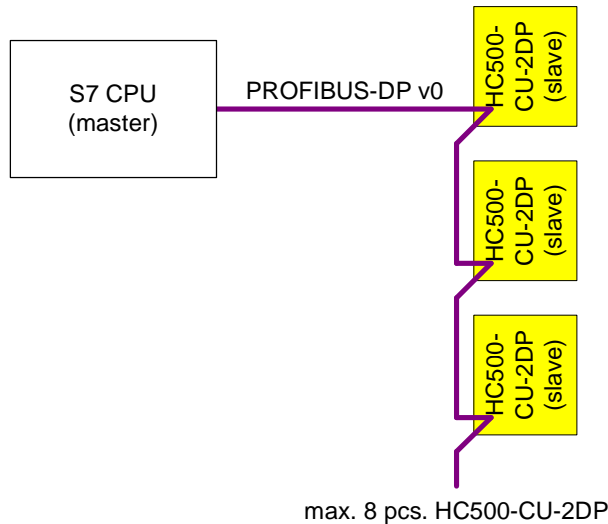 S7 CPU
(master)
PROFIBUS-DP v0
HC500-
CU-2DP
(slave)
HC500-
CU-2DP
(slave)
HC500-
CU-2DP
(slave)
max. 8 pcs. HC500-CU-2DP